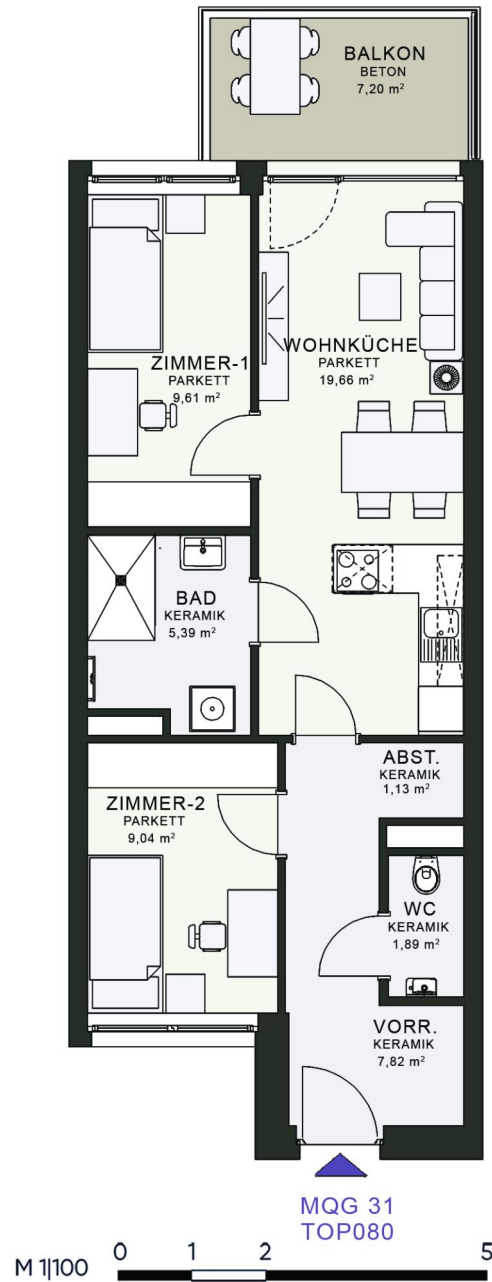 BALKON
BETON
7,20 m²
ZIMMER-1
PARKETT
9,61 m²
WOHNKÜCHE
PARKETT
19,66 m²
BAD
KERAMIK
5,39 m²
ABST.
KERAMIK
1,13 m²
ZIMMER-2
PARKETT
9,04 m²
WC
KERAMIK
1,89 m²
VORR.
KERAMIK
7,82 m²
MQG 31
TOP080
M 1|100
0 1 2 5